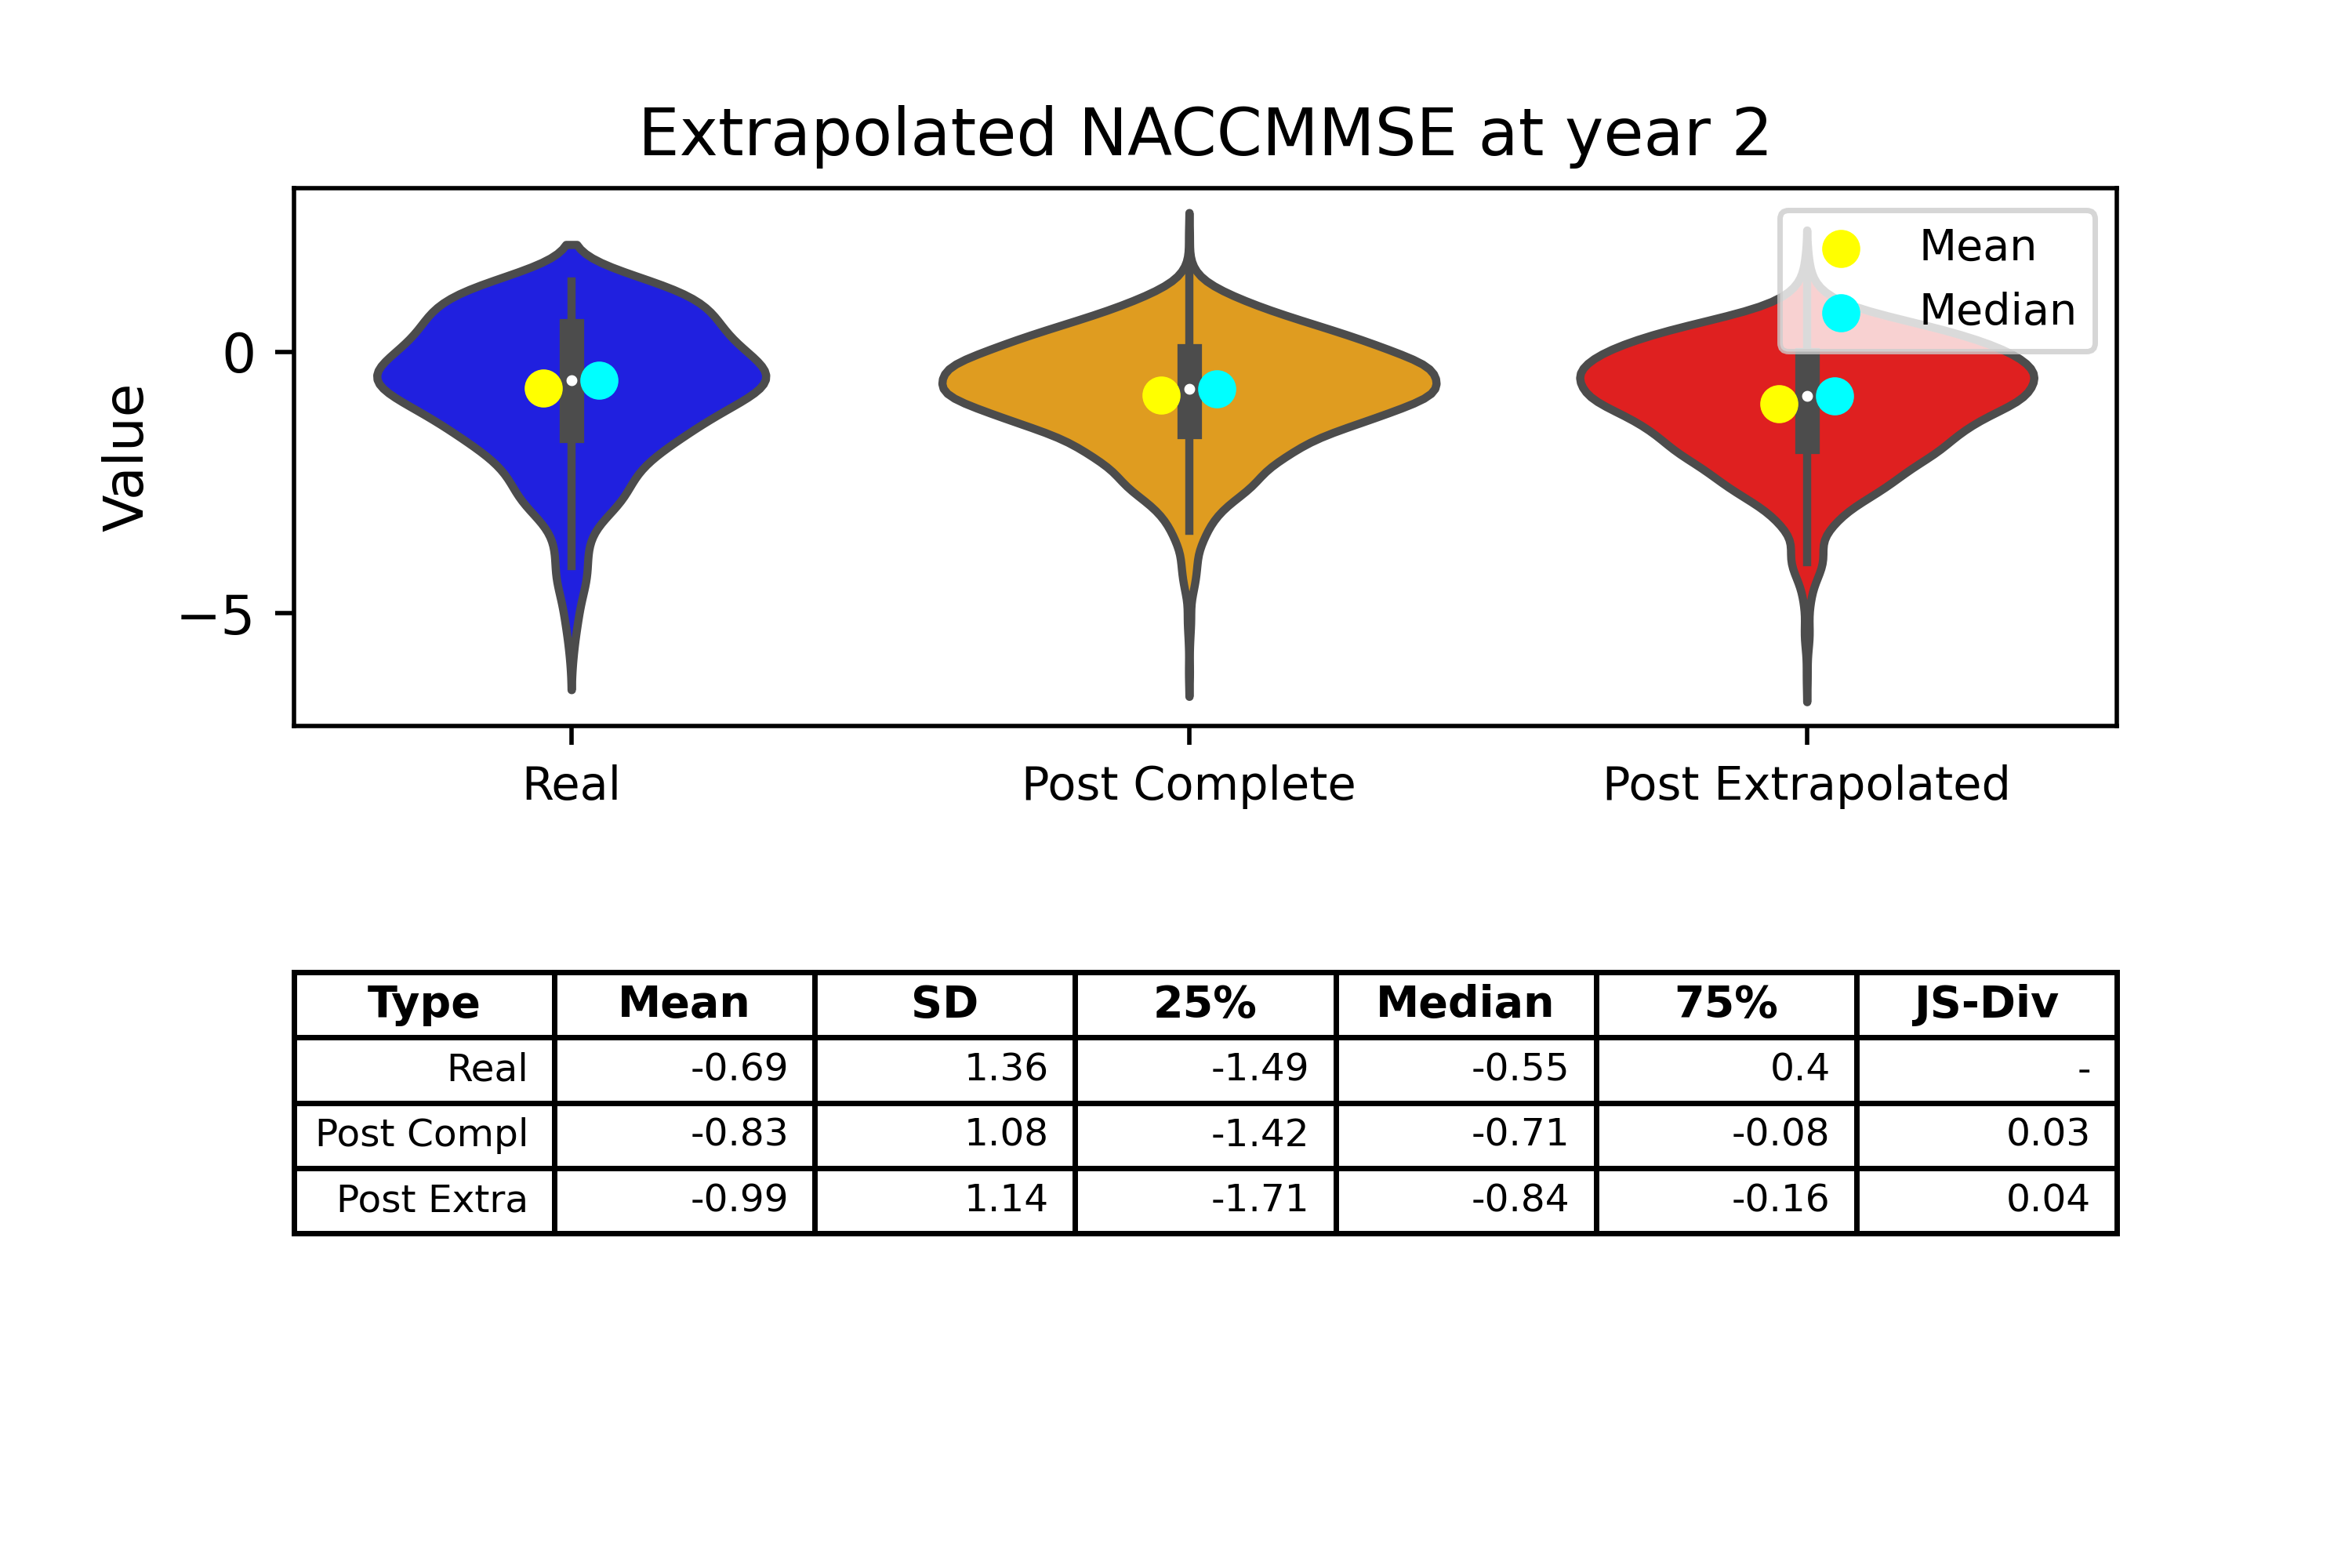 Extrapolated NACCMMSE at year 2
Mean
Median
Value
0
−5
Real Post Complete Post Extrapolated
Type Mean SD 25% Median 75% JS-Div
Real -0.69 1.36 -1.49 -0.55 0.4 -
Post Compl -0.83 1.08 -1.42 -0.71 -0.08 0.03
Post Extra -0.99 1.14 -1.71 -0.84 -0.16 0.04